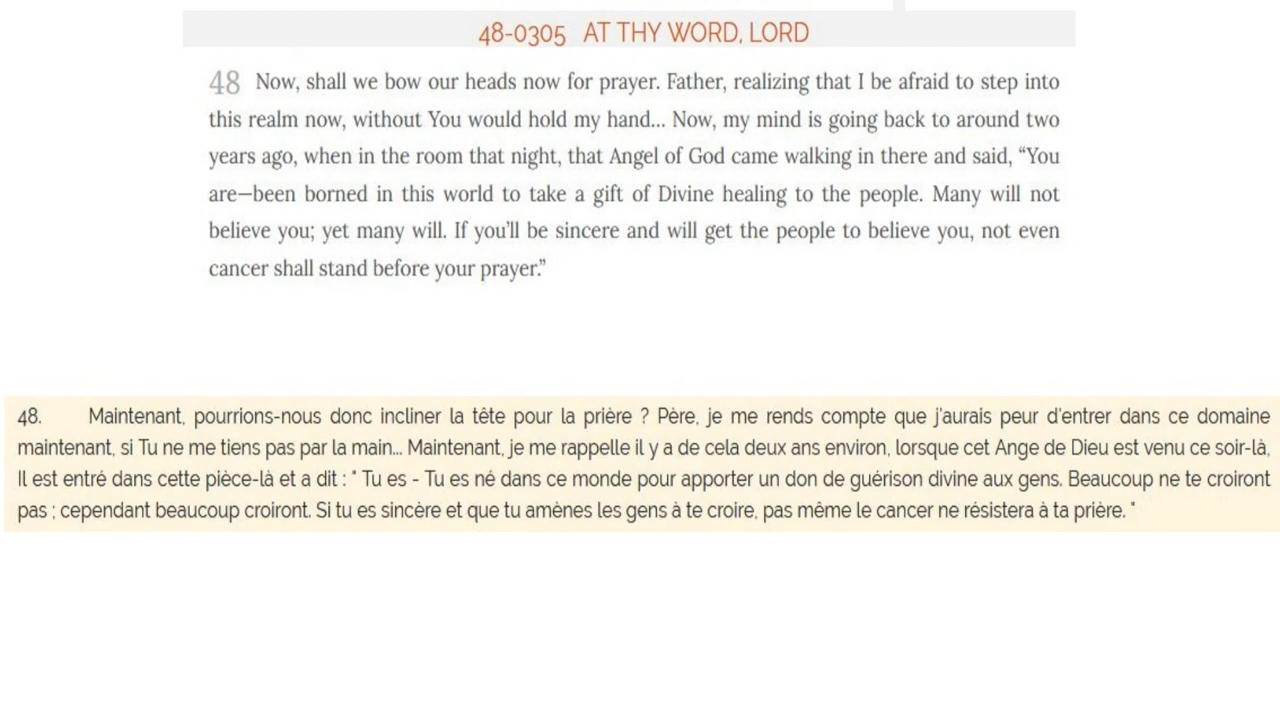 48-0305 AT THY WORD, LORD
48 Now, shall we bow our heads now for prayer. Father, realizing that I be afraid to step into
this realm now, without You would hold my hand... Now, my mind is going back to around two
years ago, when in the room that night, that Angel of God came walking in there and said, “You
are—been borned in this world to take a gift of Divine healing to the people. Many will not
believe you; yet many will. If you’ll be sincere and will get the people to believe you, not even
cancer shall stand before your prayer.”
48. Maintenant, pourrions-nous donc incliner la tête pour la prière ? Père, je me rends compte que j'aurais peur d'entrer dans ce domaine
maintenant, si Tu ne me tiens pas par la main... Maintenant, je me rappelle il y a de cela deux ans environ, lorsque cet Ange de Dieu est venu ce soir-là,
Il est entré dans cette pièce-là et a dit : " Tu es - Tu es né dans ce monde pour apporter un don de guérison divine aux gens. Beaucoup ne te croiront
pas ; cependant beaucoup croiront. Si tu es sincère et que tu amènes les gens à te croire, pas même le cancer ne résistera à ta prière. "